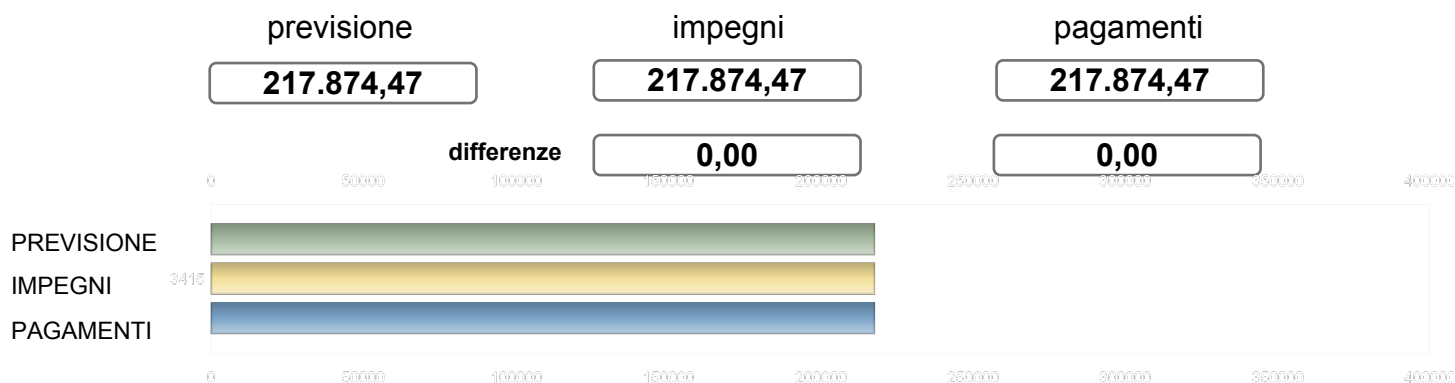 previsione impegni pagamenti
217.874,47 217.874,47 217.874,47
differenze 0,00 0,00
0 50000 100000 150000 200000 250000 300000 350000 400000
PREVISIONE
IMPEGNI 3415
PAGAMENTI
0 50000 100000 150000 200000 250000 300000 350000 400000